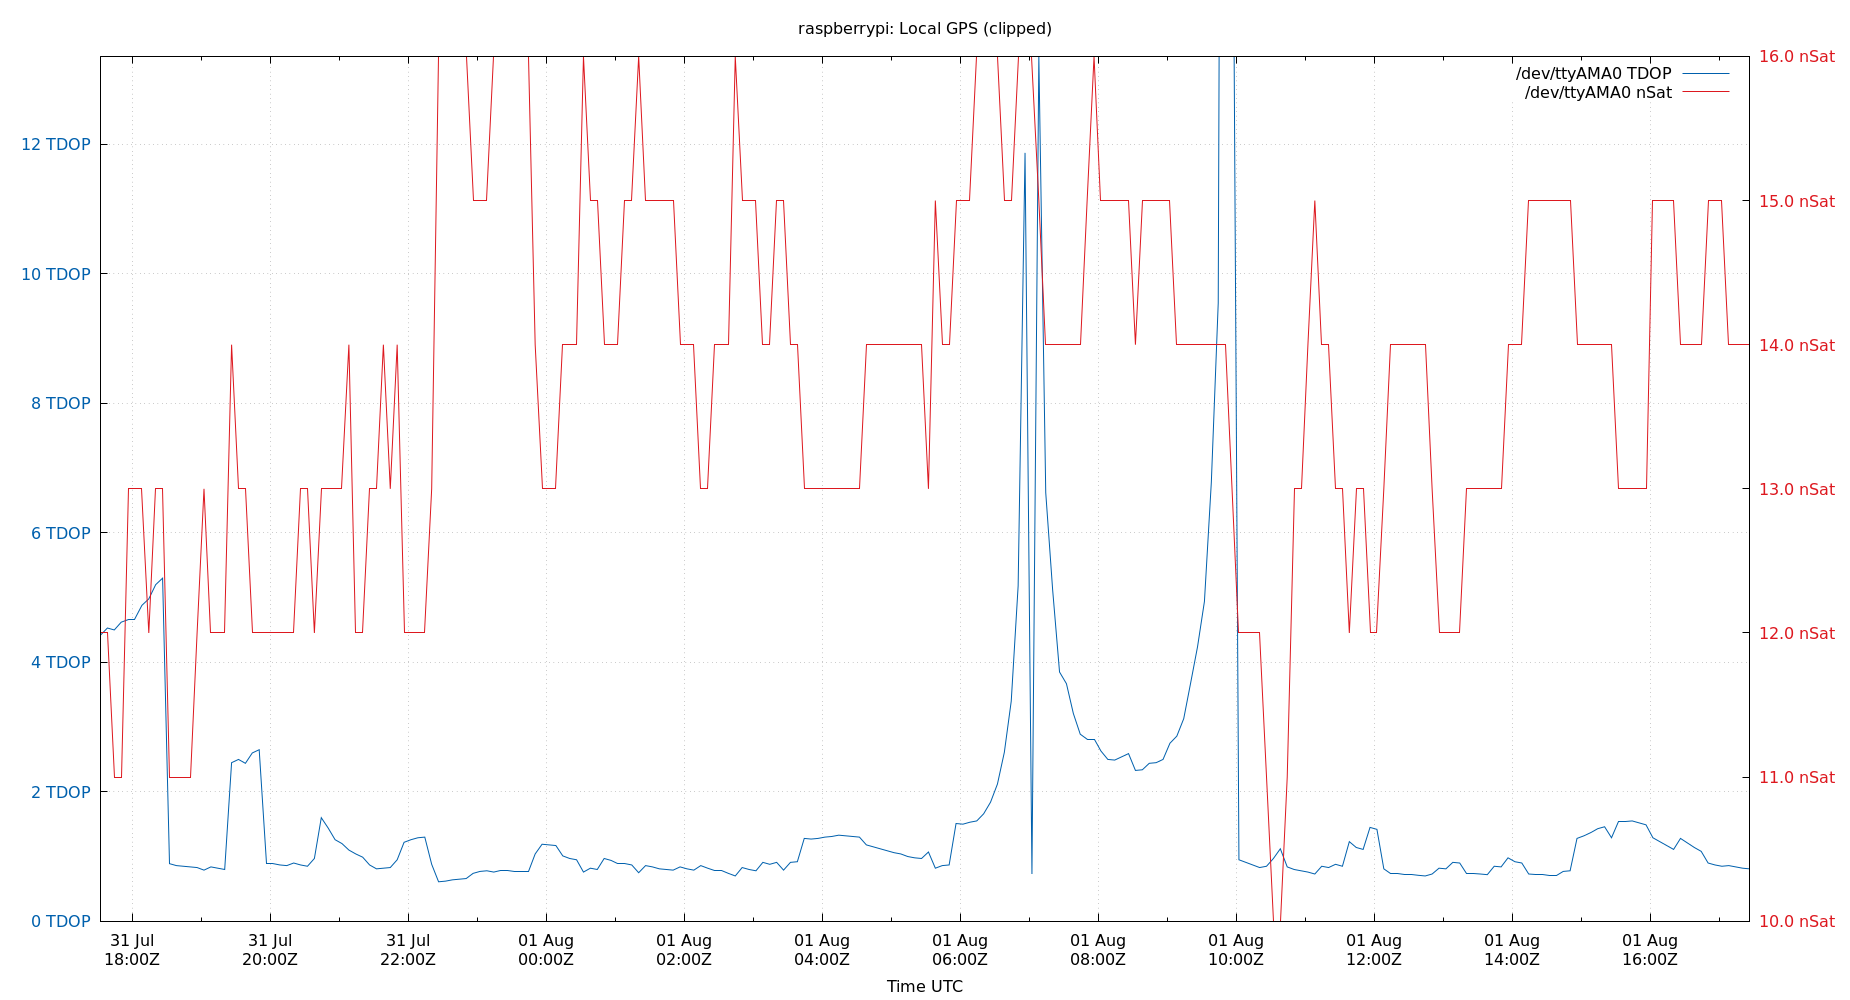 raspberrypi: Local GPS (clipped)
16.0 nSat
/dev/ttyAMA0 TDOP
/dev/ttyAMA0 nSat
12 TDOP
15.0 nSat
10 TDOP
14.0 nSat
8 TDOP
13.0 nSat
6 TDOP
12.0 nSat
4 TDOP
11.0 nSat
2 TDOP
0 TDOP
10.0 nSat
31 Jul 31 Jul 31 Jul 01 Aug 01 Aug 01 Aug 01 Aug 01 Aug 01 Aug 01 Aug 01 Aug 01 Aug
18:00Z 20:00Z 22:00Z 00:00Z 02:00Z 04:00Z 06:00Z 08:00Z 10:00Z 12:00Z 14:00Z 16:00Z
Time UTC